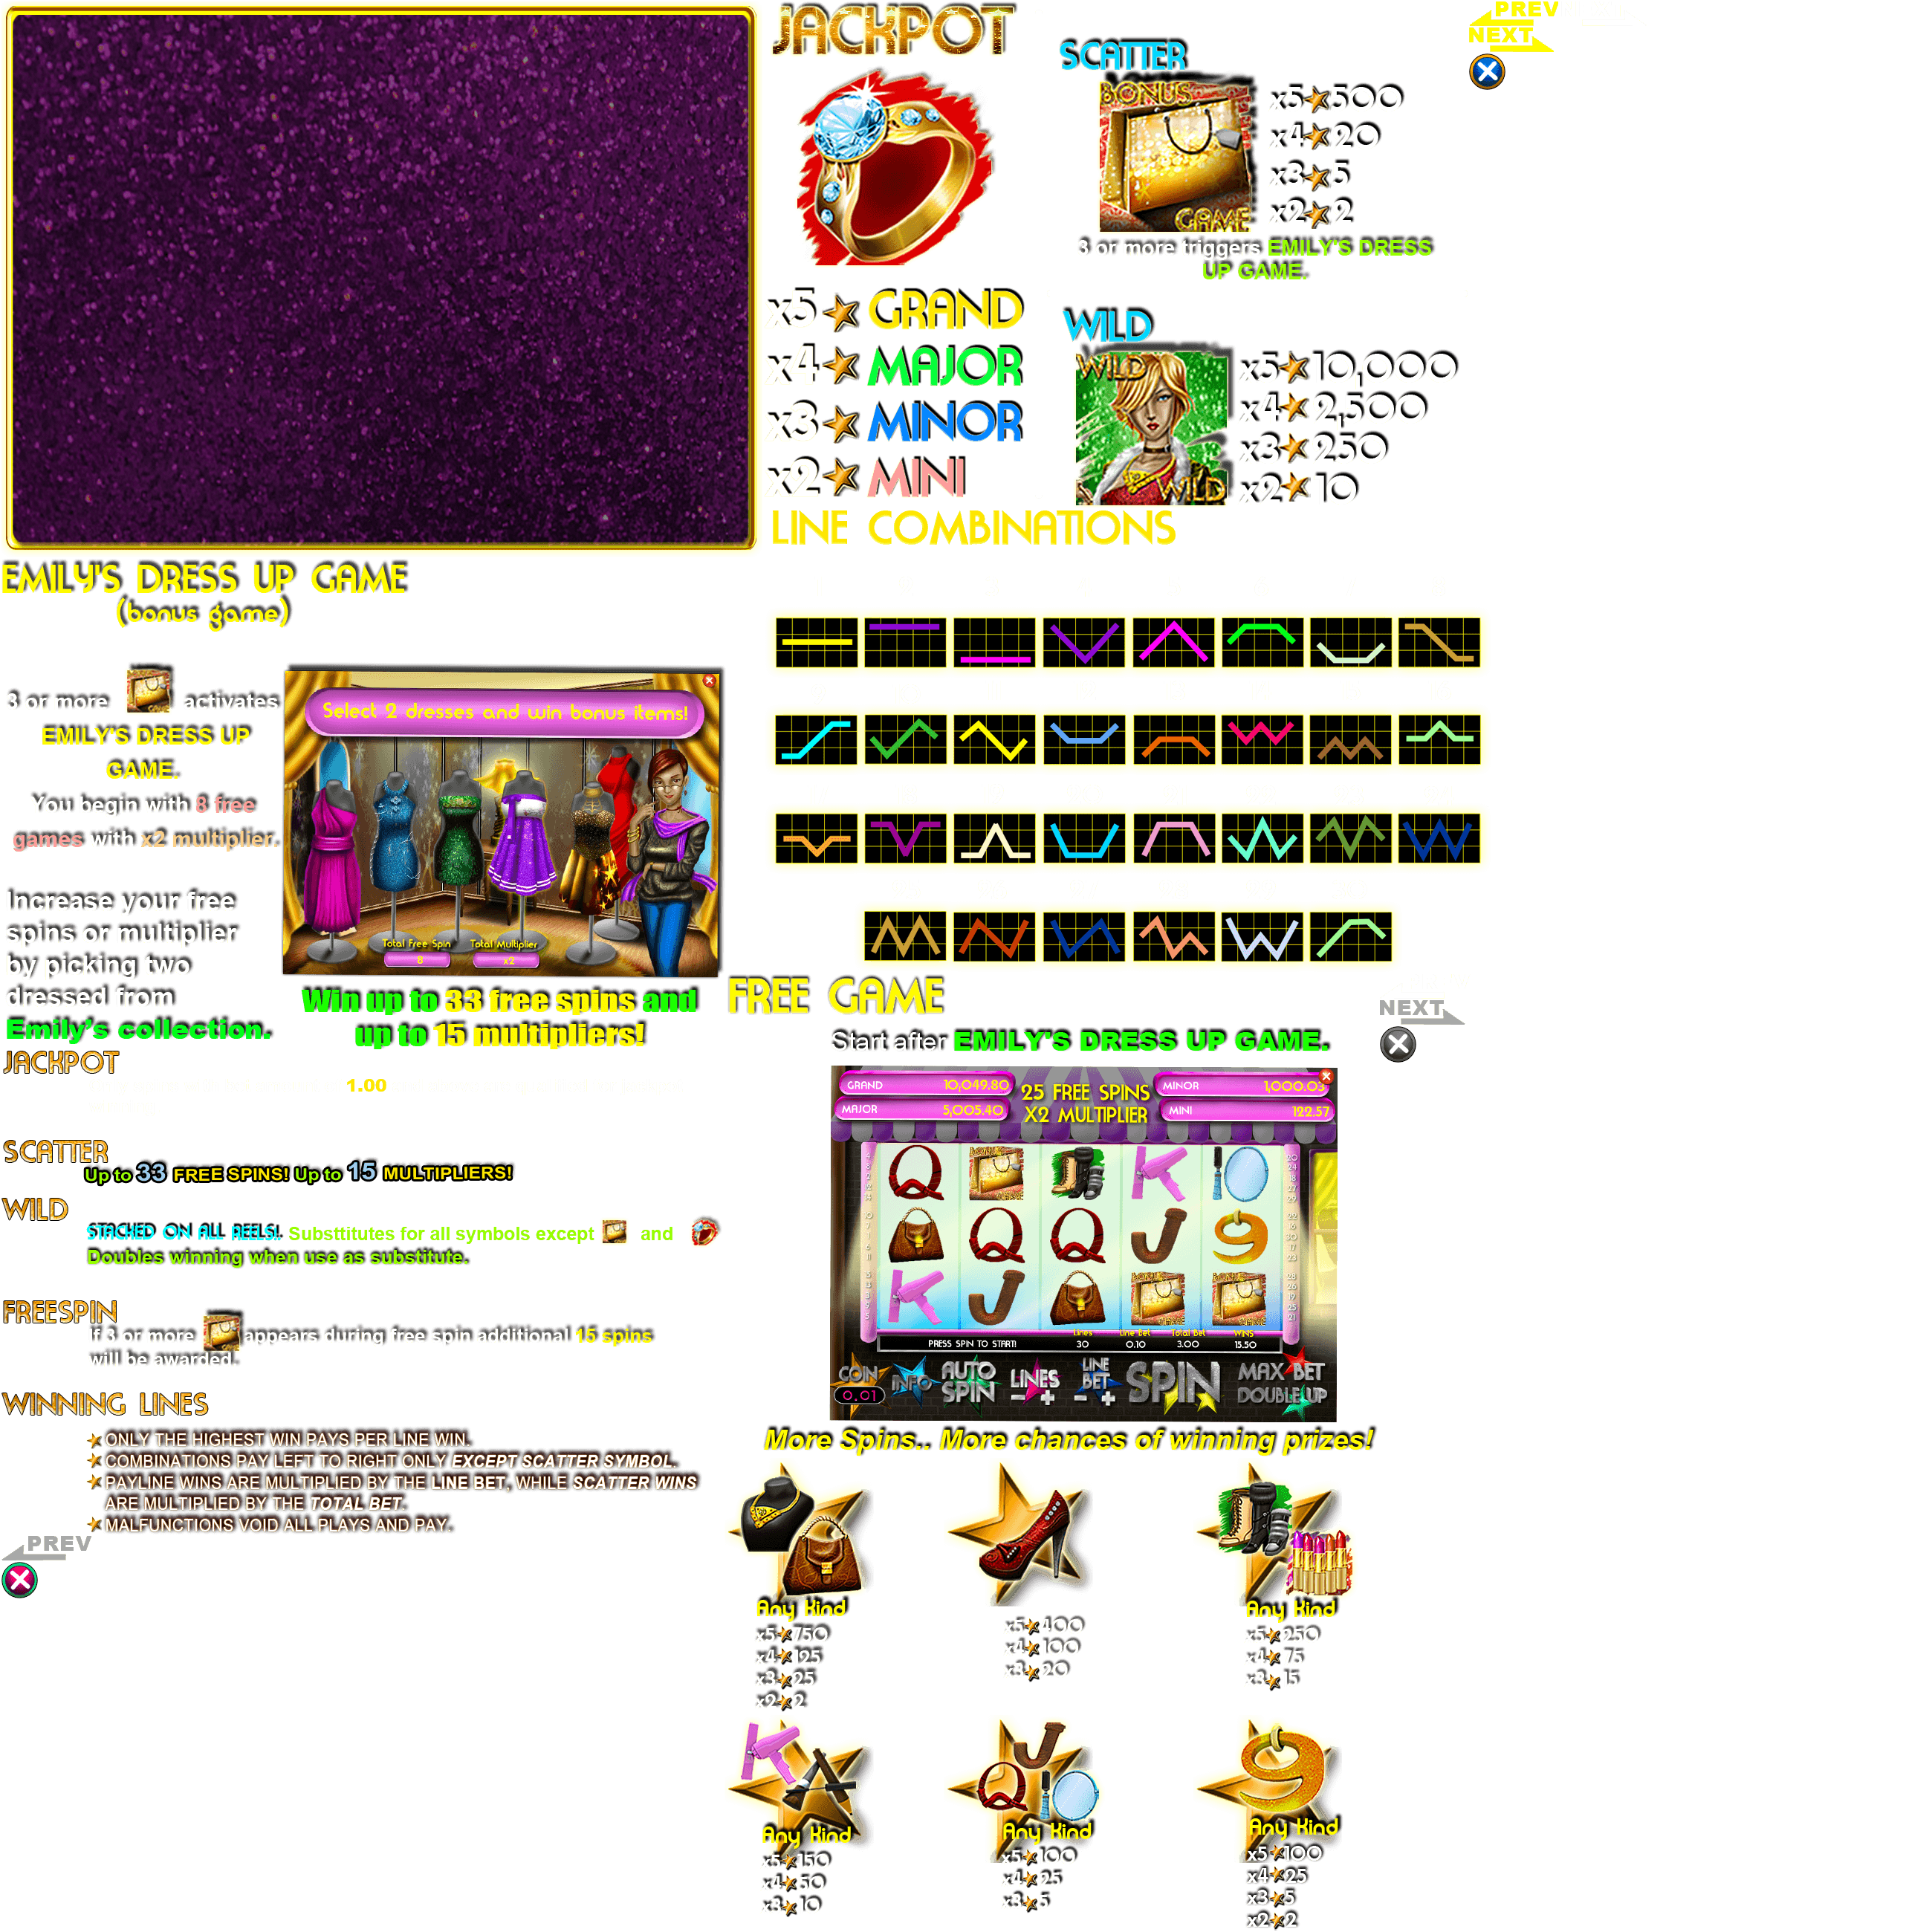 JACKPOT
x5 GRAND
x4 MAJOR
x3 MINOR
x2 MINI
SCATTER
BONUS
GAME
x5 500
x4 20
x3 5
x2 2
3 or more triggers EMILY'S DRESS
UP GAME.
WILD
WILD
WILD
x5 10,000
x4 2,500
x3 250
x2 10
PREV
NEXT
LINE COMBINATIONS
EMILY'S DRESS UP GAME
(bonus game)
3 or more activates
EMILY'S DRESS UP
GAME.
You begin with 8 free
games with x2 multiplier.
Increase your free
spins or multiplier
by picking two
dressed from
Emily's collection.
Select 2 dresses and win bonus items!
Total Free Spin Total Multiplier
8 x2
Win up to 33 free spins and
up to 15 multipliers!
JACKPOT
1.00
SCATTER
Up to 33 FREE SPINS! Up to 15 MULTIPLIERS!
WILD
STACKED ON ALL REELS!. Substtitutes for all symbols except and
Doubles winning when use as substitute.
FREESPIN
If 3 or more appears during free spin additional 15 spins
will be awarded.
WINNING LINES
ONLY THE HIGHEST WIN PAYS PER LINE WIN.
COMBINATIONS PAY LEFT TO RIGHT ONLY EXCEPT SCATTER SYMBOL.
PAYLINE WINS ARE MULTIPLIED BY THE LINE BET, WHILE SCATTER WINS
ARE MULTIPLIED BY THE TOTAL BET.
MALFUNCTIONS VOID ALL PLAYS AND PAY.
PREV
FREE GAME
Start after EMILY'S DRESS UP GAME.
NEXT
GRAND 10,049.80
MAJOR 5,005.40
25 FREE SPINS
X2 MULTIPLIER
MINOR 1,000.03
MINI 122.57
Q K
Q Q J 9
K J
Lines Line Bet Total Bet WINS
PRESS SPIN TO START! 30 0.10 3.00 15.50
COIN
0.01
INFO
AUTO
SPIN
LINES
- +
LINE
BET
- +
SPIN
MAX BET
DOUBLE UP
More Spins.. More chances of winning prizes!
Any Kind
x5 750
x4 125
x3 25
x2 2
x5 400
x4 100
x3 20
Any Kind
x5 250
x4 75
x3 15
K A
Any Kind
x5 150
x4 50
x3 10
J
Q
Any Kind
x5 100
x4 25
x3 5
9
Any Kind
x5 100
x4 25
x3 5
x2 2